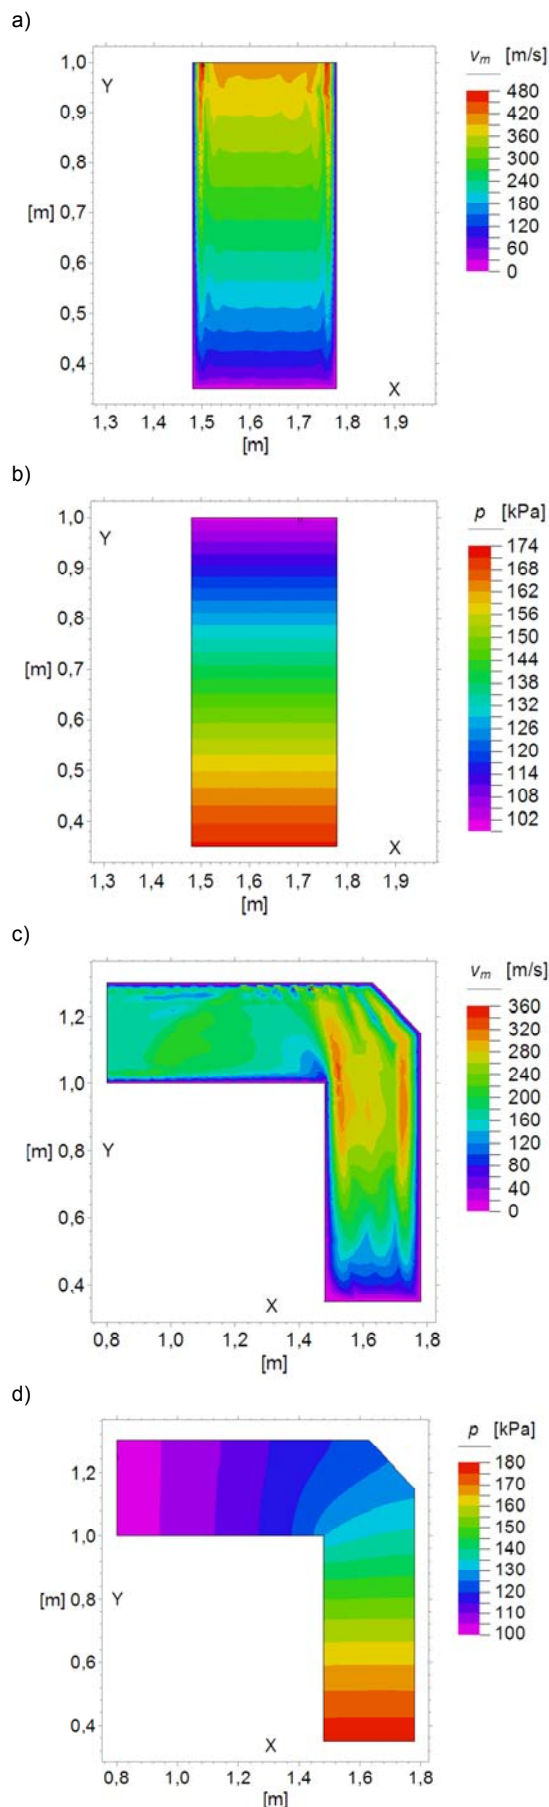 a)
v_m [m/s]
Y
1,0
0,9
0,8
[m] 0,7
0,6
0,5
0,4
X
1,3 1,4 1,5 1,6 1,7 1,8 1,9
[m]
480
420
360
300
240
180
120
60
0
b)
p [kPa]
Y
1,0
0,9
0,8
[m] 0,7
0,6
0,5
0,4
X
1,3 1,4 1,5 1,6 1,7 1,8 1,9
[m]
174
168
162
156
150
144
138
132
126
120
114
108
102
c)
v_m [m/s]
1,2
1,0
Y
[m] 0,8
0,6
0,4
X
0,8 1,0 1,2 1,4 1,6 1,8
[m]
360
320
280
240
200
160
120
80
40
0
d)
p [kPa]
1,2
1,0
[m] 0,8 Y
0,6
0,4
X
0,8 1,0 1,2 1,4 1,6 1,8
[m]
180
170
160
150
140
130
120
110
100